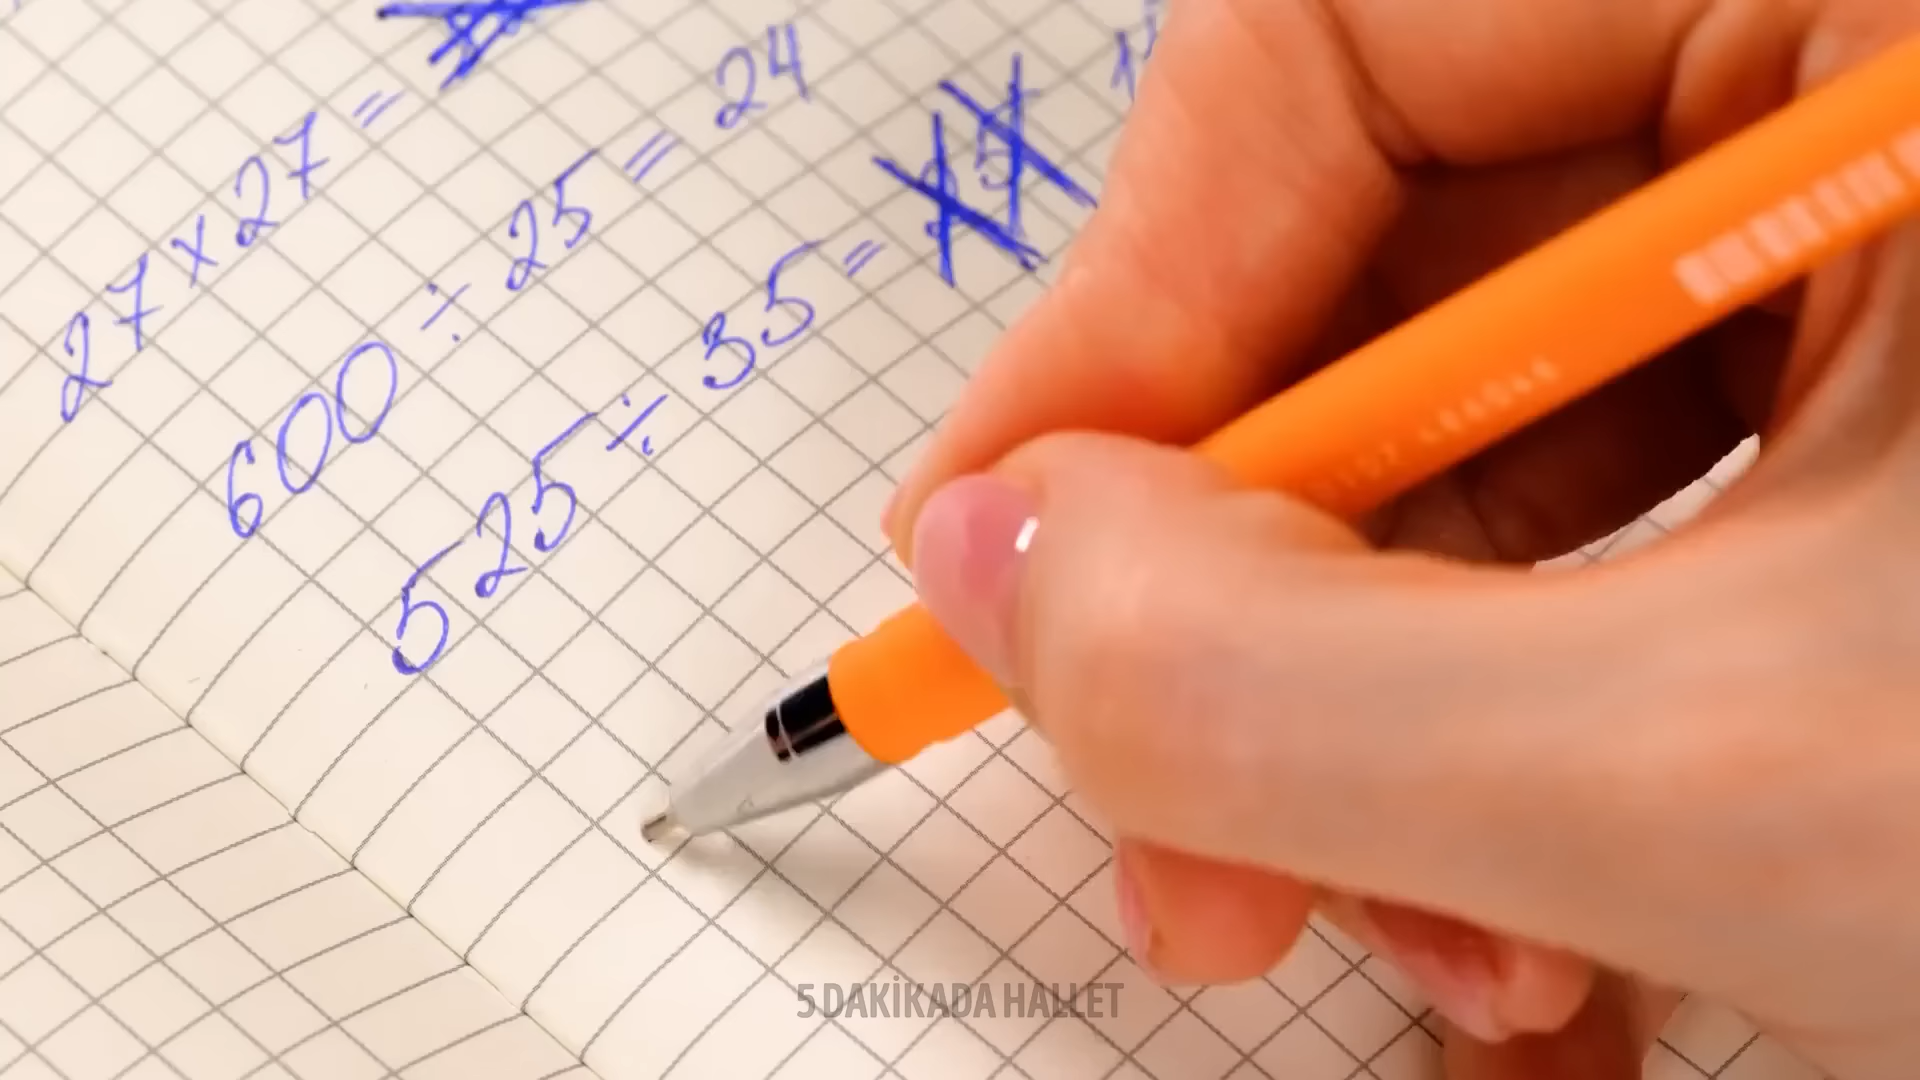 27 × 27 =
600 ÷ 25 = 24
525 ÷ 35 =
5 DAKİKADA HALLET